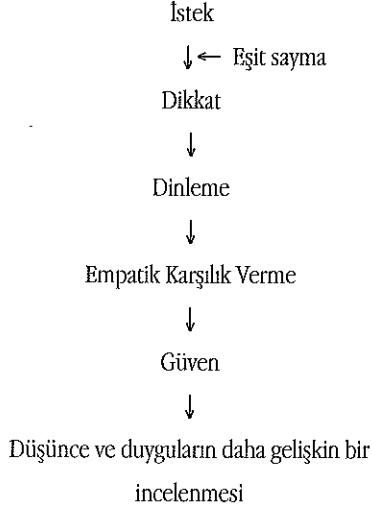 İstek
↓ ← Eşit sayma
Dikkat
↓
Dinleme
↓
Empatik Karşılık Verme
↓
Güven
↓
Düşünce ve duyguların daha gelişkin bir
incelenmesi